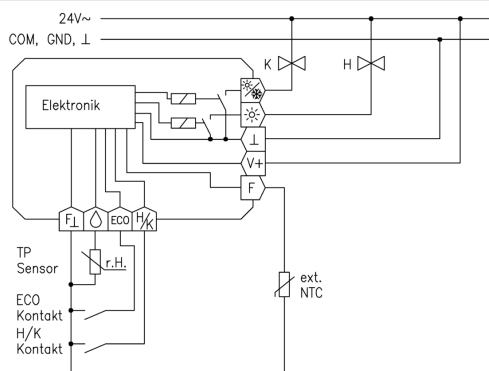 24V~
COM, GND, ⊥
K
H
Elektronik
⊥
V+
F
F⊥
ECO
H/K
TP
Sensor
r.H.
ext.
NTC
ECO
Kontakt
H/K
Kontakt